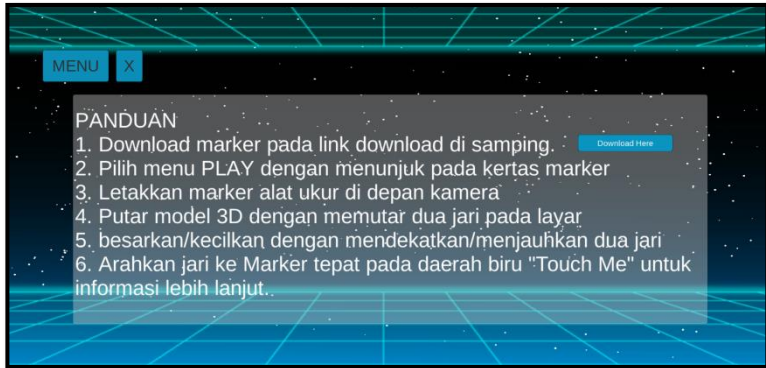 MENU X
PANDUAN
1. Download marker pada link download di samping. Download Here
2. Pilih menu PLAY dengan menunjuk pada kertas marker
3. Letakkan marker alat ukur di depan kamera
4. Putar model 3D dengan memutar dua jari pada layar
5. besarkan/kecilkan dengan mendekatkan/menjauhkan dua jari
6. Arahkan jari ke Marker tepat pada daerah biru "Touch Me" untuk
informasi lebih lanjut.